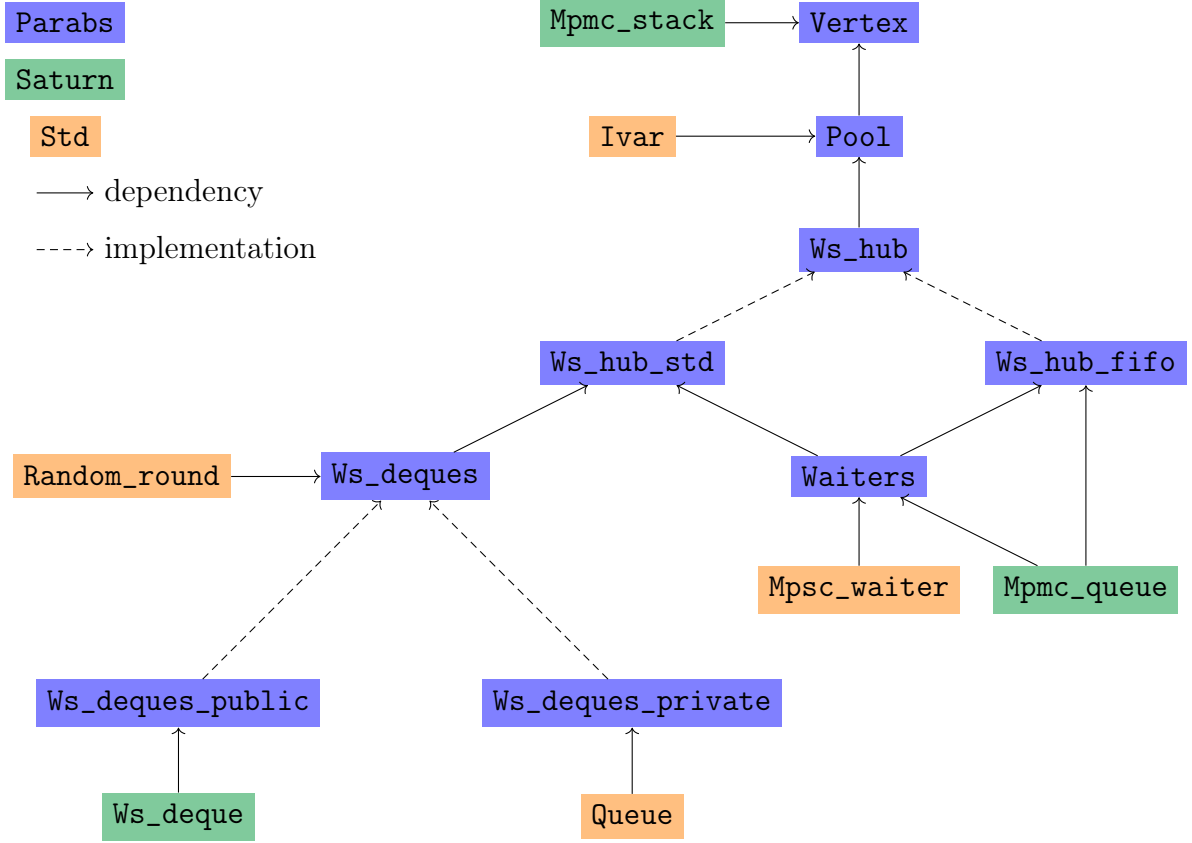 Parabs
Mpmc_stack
Vertex
Saturn
Std
Ivar
Pool
dependency
implementation
Ws_hub
Ws_hub_std
Ws_hub_fifo
Random_round
Ws_deques
Waiters
Mpsc_waiter
Mpmc_queue
Ws_deques_public
Ws_deques_private
Ws_deque
Queue